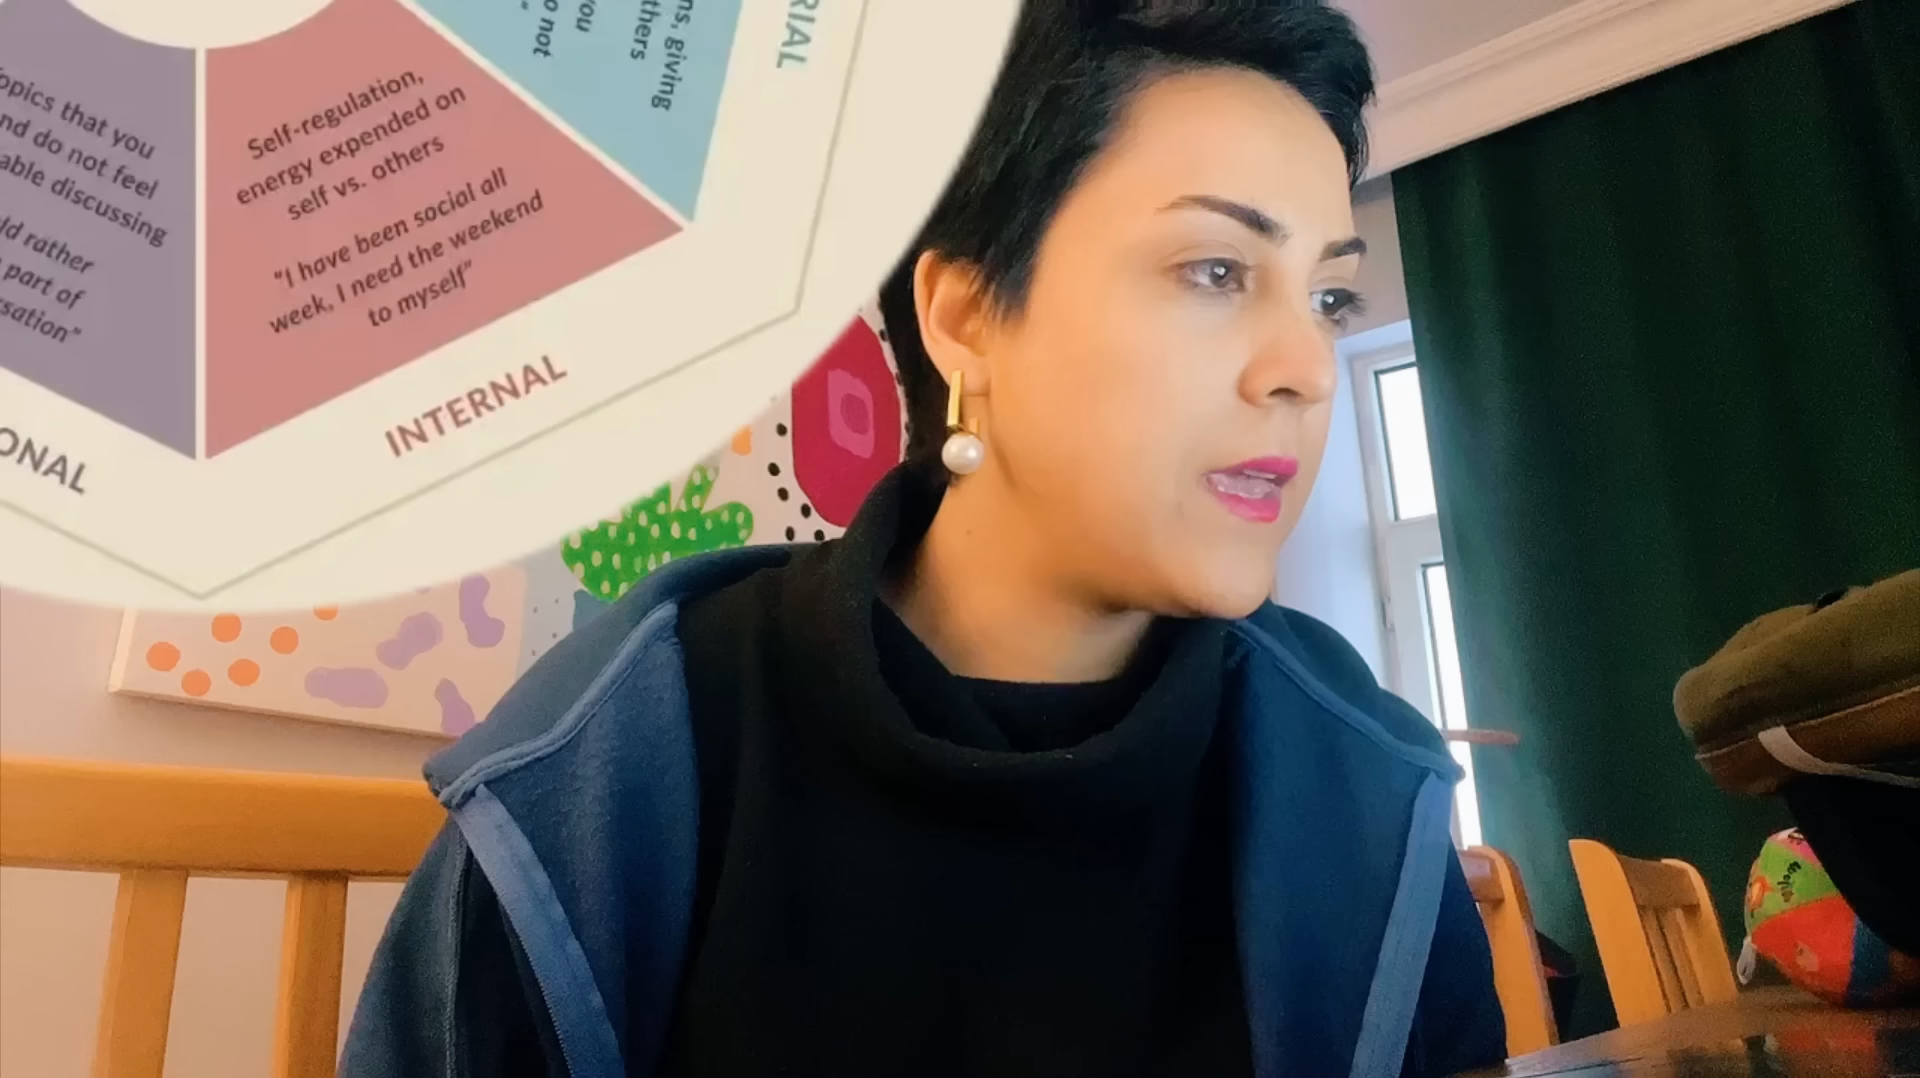 opics that you
nd do not feel
able discussing
ld rather
part of
sation"
ONAL
Self-regulation,
energy expended on
self vs. others
"I have been social all
week, I need the weekend
to myself"
INTERNAL
ns, giving
thers
you
o not
RIAL